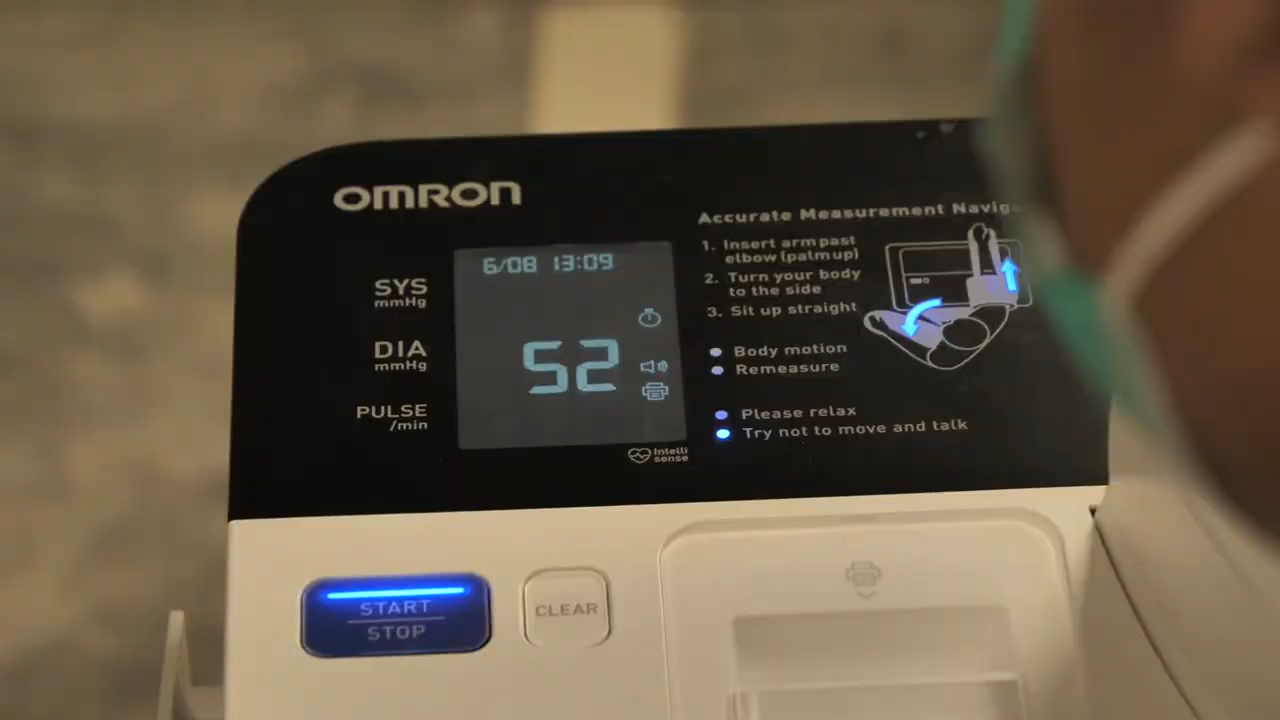 OMRON
6/08 13:09
SYS
mmHg
DIA
mmHg
PULSE
/min
52
Intelli
sense
Accurate Measurement Navig
1. Insert arm past
elbow (palm up)
2. Turn your body
to the side
3. Sit up straight
Body motion
Remeasure
Please relax
Try not to move and talk
START
STOP
CLEAR